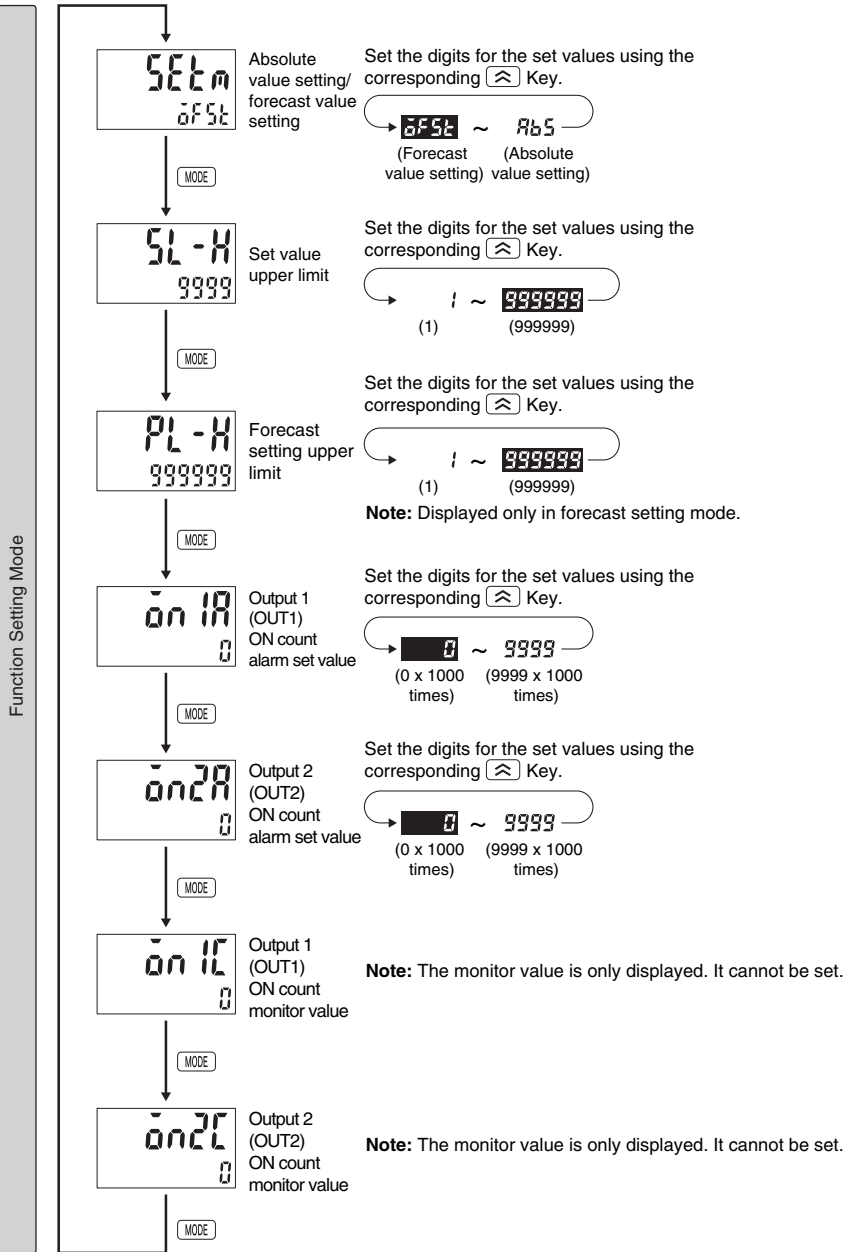 Function Setting Mode
SEtm
oFSt
Absolute
value setting/
forecast value
setting
Set the digits for the set values using the
corresponding Key.
oFSt ~ AbS
(Forecast
value setting)
(Absolute
value setting)
MODE
SL-H
9999
Set value
upper limit
Set the digits for the set values using the
corresponding Key.
1 ~ 999999
(1) (999999)
MODE
PL-H
999999
Forecast
setting upper
limit
Set the digits for the set values using the
corresponding Key.
1 ~ 999999
(1) (999999)
Note: Displayed only in forecast setting mode.
MODE
on1A
0
Output 1
(OUT1)
ON count
alarm set value
Set the digits for the set values using the
corresponding Key.
0 ~ 9999
(0 x 1000
times)
(9999 x 1000
times)
MODE
on2A
0
Output 2
(OUT2)
ON count
alarm set value
Set the digits for the set values using the
corresponding Key.
0 ~ 9999
(0 x 1000
times)
(9999 x 1000
times)
MODE
on1C
0
Output 1
(OUT1)
ON count
monitor value
Note: The monitor value is only displayed. It cannot be set.
MODE
on2C
0
Output 2
(OUT2)
ON count
monitor value
Note: The monitor value is only displayed. It cannot be set.
MODE